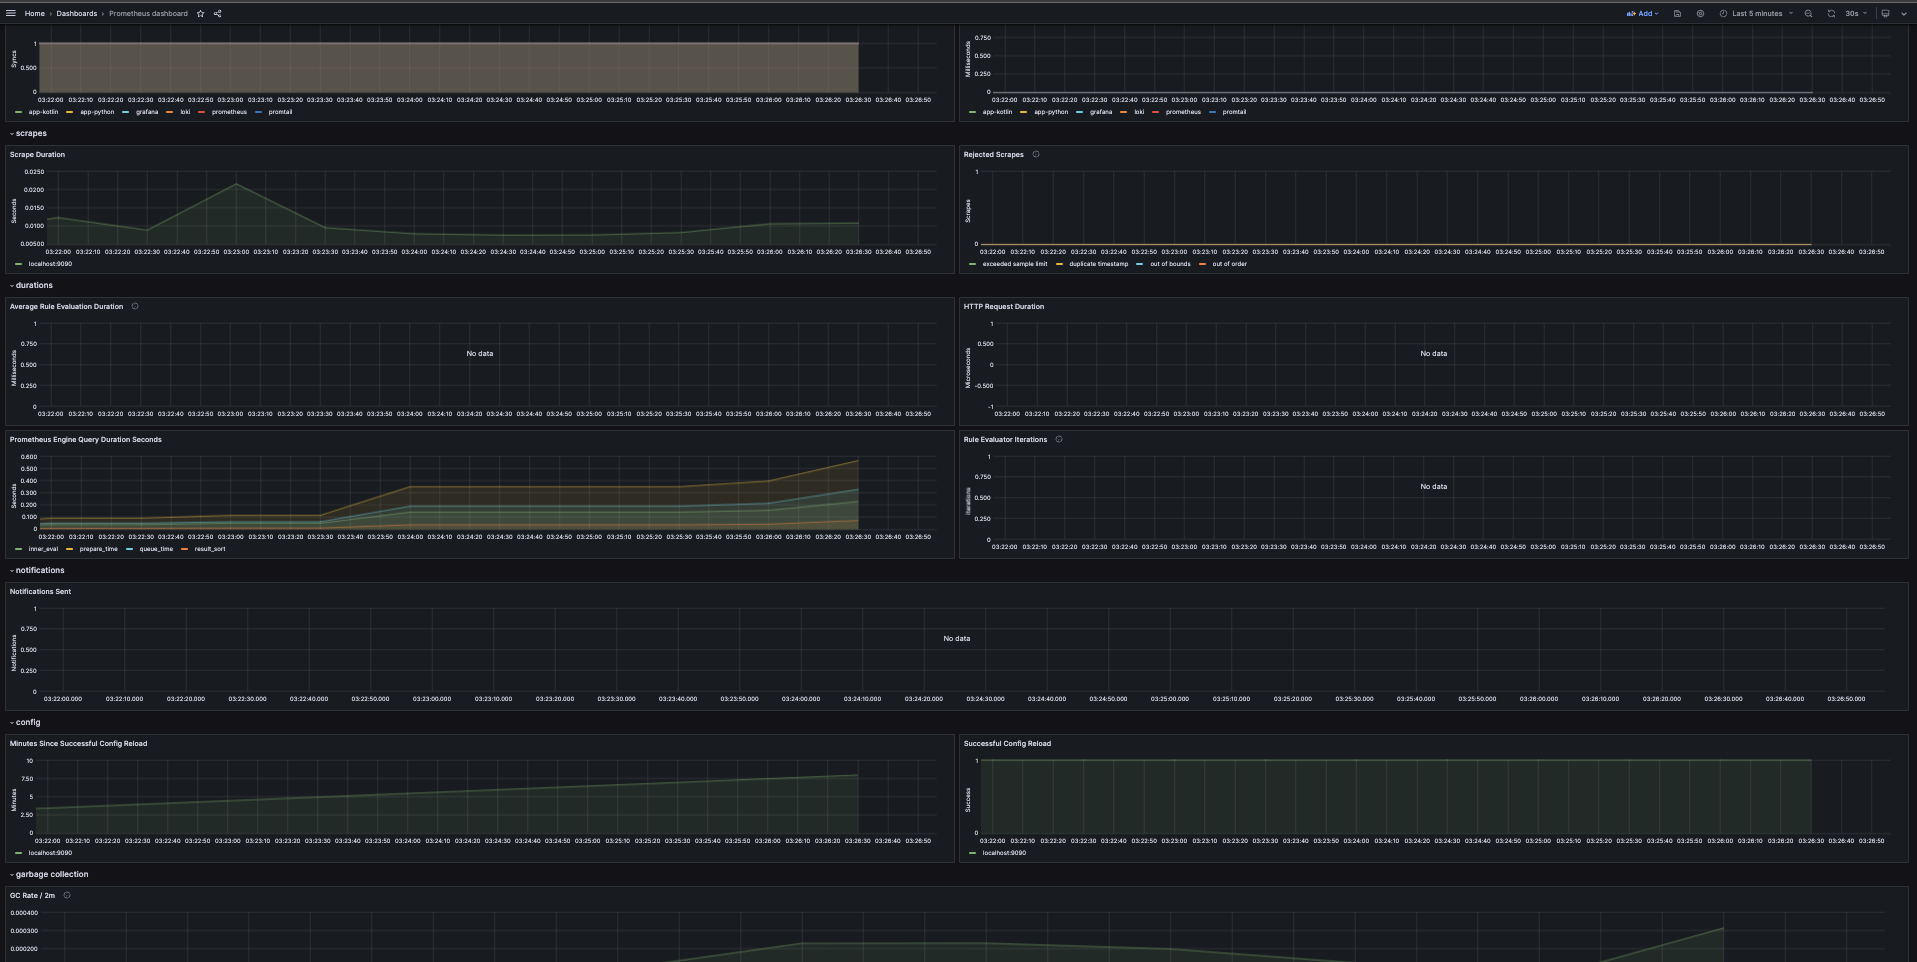 Home › Dashboards › Prometheus dashboard
Add
Last 5 minutes
30s
Syncs
1
0.500
0
03:22:00 03:22:10 03:22:20 03:22:30 03:22:40 03:22:50 03:23:00 03:23:10 03:23:20 03:23:30 03:23:40 03:23:50 03:24:00 03:24:10 03:24:20 03:24:30 03:24:40 03:24:50 03:25:00 03:25:10 03:25:20 03:25:30 03:25:40 03:25:50 03:26:00 03:26:10 03:26:20 03:26:30 03:26:40 03:26:50
app-kotlin app-python grafana loki prometheus promtail
Milliseconds
0.750
0.500
0.250
0
03:22:00 03:22:10 03:22:20 03:22:30 03:22:40 03:22:50 03:23:00 03:23:10 03:23:20 03:23:30 03:23:40 03:23:50 03:24:00 03:24:10 03:24:20 03:24:30 03:24:40 03:24:50 03:25:00 03:25:10 03:25:20 03:25:30 03:25:40 03:25:50 03:26:00 03:26:10 03:26:20 03:26:30 03:26:40 03:26:50
app-kotlin app-python grafana loki prometheus promtail
scrapes
Scrape Duration
Seconds
0.0250
0.0200
0.0150
0.0100
0.00500
03:22:00 03:22:10 03:22:20 03:22:30 03:22:40 03:22:50 03:23:00 03:23:10 03:23:20 03:23:30 03:23:40 03:23:50 03:24:00 03:24:10 03:24:20 03:24:30 03:24:40 03:24:50 03:25:00 03:25:10 03:25:20 03:25:30 03:25:40 03:25:50 03:26:00 03:26:10 03:26:20 03:26:30 03:26:40 03:26:50
localhost:9090
Rejected Scrapes
Scrapes
1
0
03:22:00 03:22:10 03:22:20 03:22:30 03:22:40 03:22:50 03:23:00 03:23:10 03:23:20 03:23:30 03:23:40 03:23:50 03:24:00 03:24:10 03:24:20 03:24:30 03:24:40 03:24:50 03:25:00 03:25:10 03:25:20 03:25:30 03:25:40 03:25:50 03:26:00 03:26:10 03:26:20 03:26:30 03:26:40 03:26:50
exceeded sample limit duplicate timestamp out of bounds out of order
durations
Average Rule Evaluation Duration
Milliseconds
1
0.750
0.500
0.250
0
No data
03:22:00 03:22:10 03:22:20 03:22:30 03:22:40 03:22:50 03:23:00 03:23:10 03:23:20 03:23:30 03:23:40 03:23:50 03:24:00 03:24:10 03:24:20 03:24:30 03:24:40 03:24:50 03:25:00 03:25:10 03:25:20 03:25:30 03:25:40 03:25:50 03:26:00 03:26:10 03:26:20 03:26:30 03:26:40 03:26:50
HTTP Request Duration
Microseconds
1
0.500
0
-0.500
-1
No data
03:22:00 03:22:10 03:22:20 03:22:30 03:22:40 03:22:50 03:23:00 03:23:10 03:23:20 03:23:30 03:23:40 03:23:50 03:24:00 03:24:10 03:24:20 03:24:30 03:24:40 03:24:50 03:25:00 03:25:10 03:25:20 03:25:30 03:25:40 03:25:50 03:26:00 03:26:10 03:26:20 03:26:30 03:26:40 03:26:50
Prometheus Engine Query Duration Seconds
Seconds
0.600
0.500
0.400
0.300
0.200
0.100
0
03:22:00 03:22:10 03:22:20 03:22:30 03:22:40 03:22:50 03:23:00 03:23:10 03:23:20 03:23:30 03:23:40 03:23:50 03:24:00 03:24:10 03:24:20 03:24:30 03:24:40 03:24:50 03:25:00 03:25:10 03:25:20 03:25:30 03:25:40 03:25:50 03:26:00 03:26:10 03:26:20 03:26:30 03:26:40 03:26:50
inner_eval prepare_time queue_time result_sort
Rule Evaluator Iterations
iterations
1
0.750
0.500
0.250
0
No data
03:22:00 03:22:10 03:22:20 03:22:30 03:22:40 03:22:50 03:23:00 03:23:10 03:23:20 03:23:30 03:23:40 03:23:50 03:24:00 03:24:10 03:24:20 03:24:30 03:24:40 03:24:50 03:25:00 03:25:10 03:25:20 03:25:30 03:25:40 03:25:50 03:26:00 03:26:10 03:26:20 03:26:30 03:26:40 03:26:50
notifications
Notifications Sent
Notifications
1
0.750
0.500
0.250
0
No data
03:22:00.000 03:22:10.000 03:22:20.000 03:22:30.000 03:22:40.000 03:22:50.000 03:23:00.000 03:23:10.000 03:23:20.000 03:23:30.000 03:23:40.000 03:23:50.000 03:24:00.000 03:24:10.000 03:24:20.000 03:24:30.000 03:24:40.000 03:24:50.000 03:25:00.000 03:25:10.000 03:25:20.000 03:25:30.000 03:25:40.000 03:25:50.000 03:26:00.000 03:26:10.000 03:26:20.000 03:26:30.000 03:26:40.000 03:26:50.000
config
Minutes Since Successful Config Reload
Minutes
10
7.50
5
2.50
0
03:22:00 03:22:10 03:22:20 03:22:30 03:22:40 03:22:50 03:23:00 03:23:10 03:23:20 03:23:30 03:23:40 03:23:50 03:24:00 03:24:10 03:24:20 03:24:30 03:24:40 03:24:50 03:25:00 03:25:10 03:25:20 03:25:30 03:25:40 03:25:50 03:26:00 03:26:10 03:26:20 03:26:30 03:26:40 03:26:50
localhost:9090
Successful Config Reload
Success
1
0
03:22:00 03:22:10 03:22:20 03:22:30 03:22:40 03:22:50 03:23:00 03:23:10 03:23:20 03:23:30 03:23:40 03:23:50 03:24:00 03:24:10 03:24:20 03:24:30 03:24:40 03:24:50 03:25:00 03:25:10 03:25:20 03:25:30 03:25:40 03:25:50 03:26:00 03:26:10 03:26:20 03:26:30 03:26:40 03:26:50
localhost:9090
garbage collection
GC Rate / 2m
0.000400
0.000300
0.000200